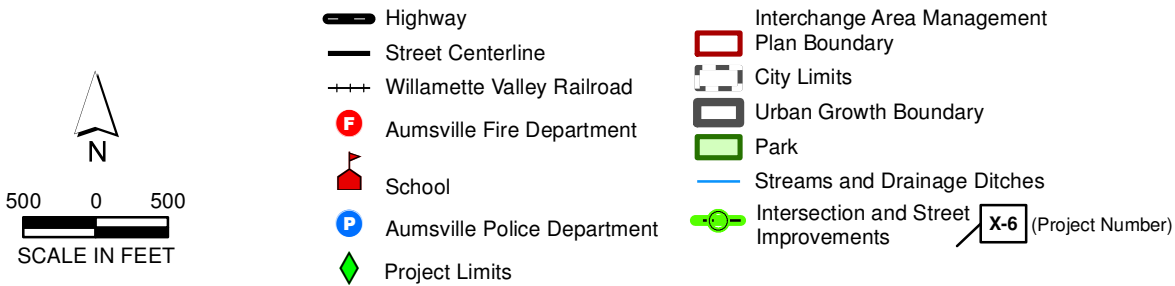 N
500 0 500
SCALE IN FEET
Highway
Street Centerline
Willamette Valley Railroad
F
Aumsville Fire Department
School
P
Aumsville Police Department
Project Limits
Interchange Area Management
Plan Boundary
City Limits
Urban Growth Boundary
Park
Streams and Drainage Ditches
Intersection and Street
Improvements
X-6 (Project Number)